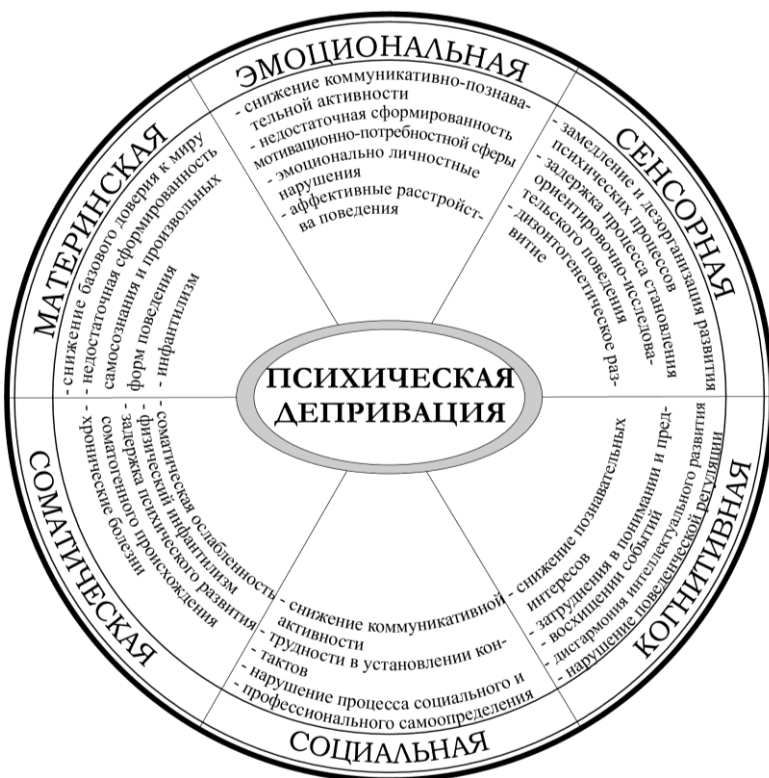 ЭМОЦИОНАЛЬНАЯ
- снижение коммуникативно-познава-
тельной активности
- недостаточная сформированность
мотивационно-потребностной сферы
- эмоционально личностные
нарушения
- аффективные расстройст-
ва поведения
СЕНСОРНАЯ
- замедление и дезорганизация развития
психических процессов
- задержка процесса становления
ориентировочно-исследова-
тельского поведения
- дизонтогенетическое раз-
витие
КОГНИТИВНАЯ
- снижение познавательных
интересов
- затруднения в понимании и пред-
- восхищении событий
- дисгармония интеллектуального развития
- нарушение поведенческой регуляции
СОЦИАЛЬНАЯ
- снижение коммуникативной
активности
- трудности в установлении кон-
- тактов
- нарушение процесса социального и
- профессионального самоопределения
СОМАТИЧЕСКАЯ
- соматическая ослабленность
- физический инфантилизм
- задержка психического развития
соматогенного происхождения
- хронические болезни
МАТЕРИНСКАЯ
- снижение базового доверия к миру
- недостаточная сформированность
самосознания и произвольных
форм поведения
- инфантилизм
ПСИХИЧЕСКАЯ
ДЕПРИВАЦИЯ